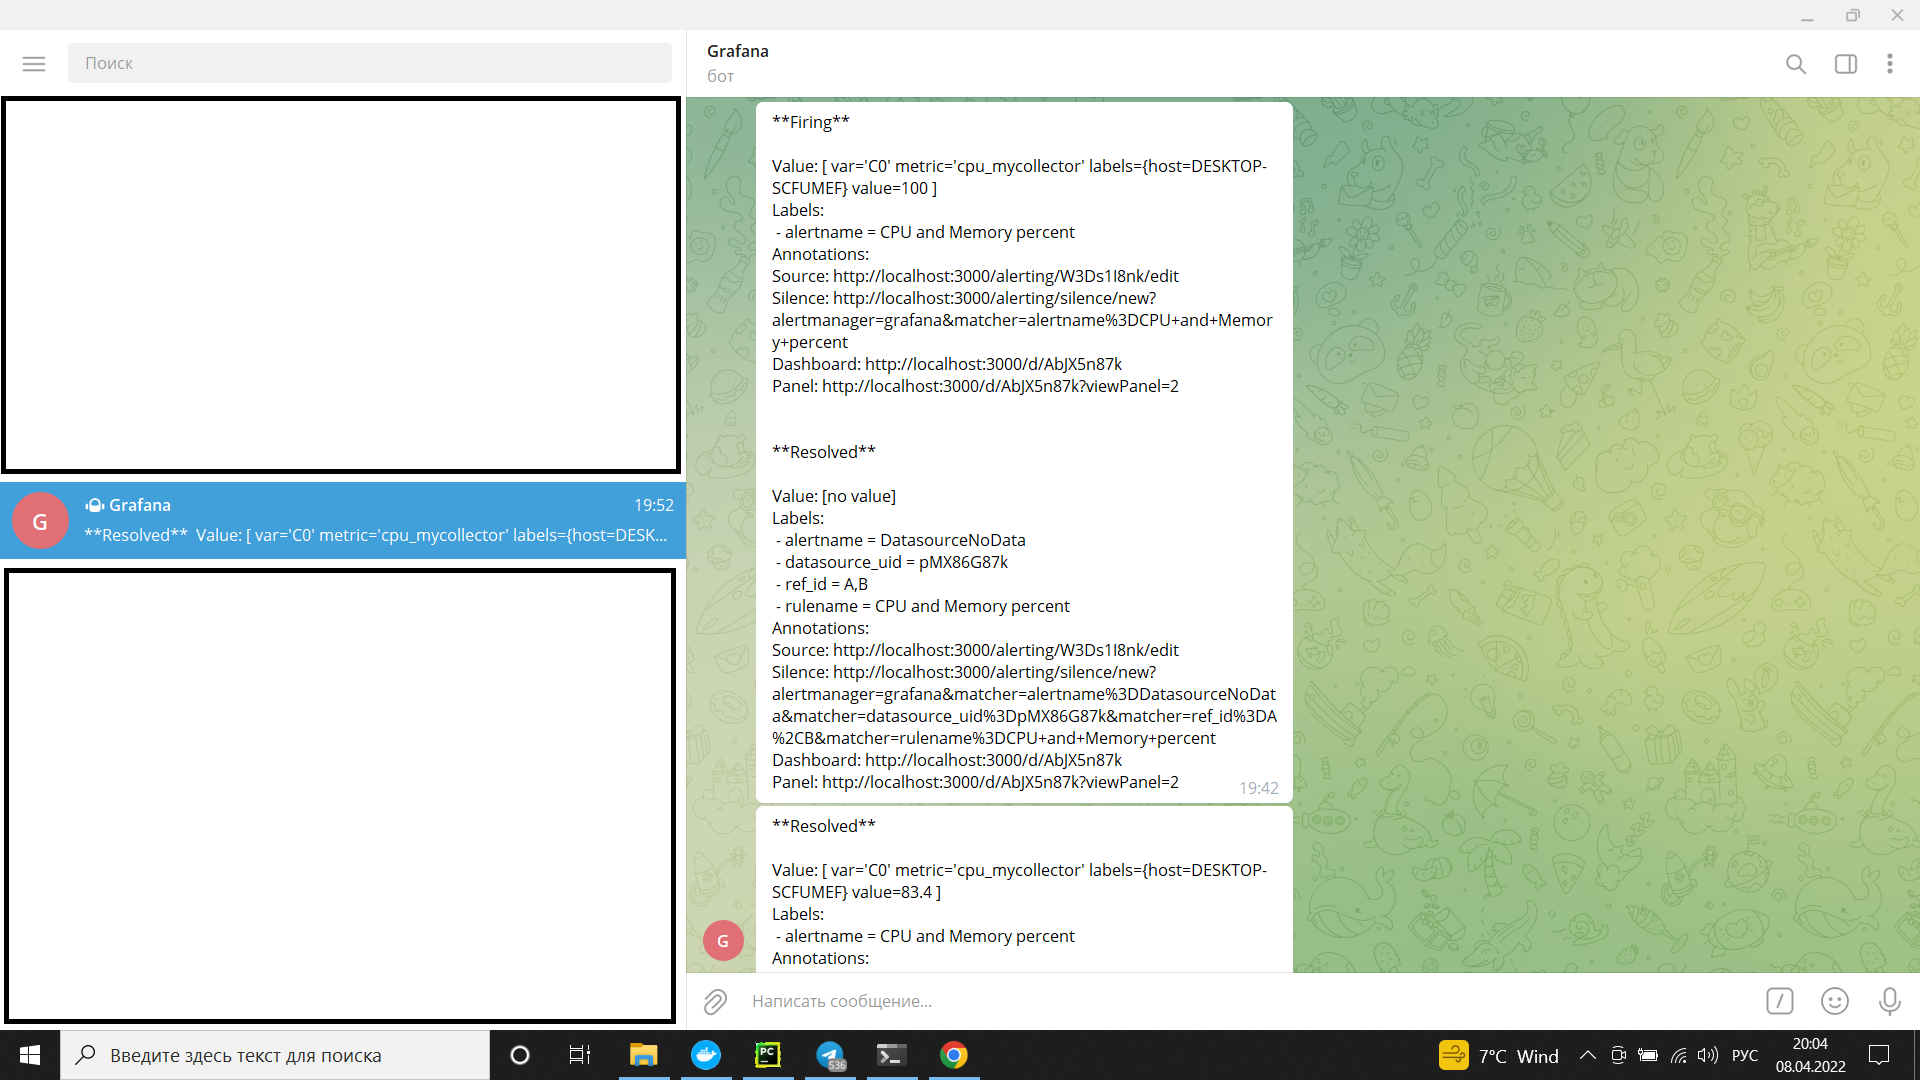 Поиск
Grafana
бот
G
Grafana
19:52
**Resolved** Value: [ var='C0' metric='cpu_mycollector' labels={host=DESK...
**Firing**
Value: [ var='C0' metric='cpu_mycollector' labels={host=DESKTOP-
SCFUMEF} value=100 ]
Labels:
- alertname = CPU and Memory percent
Annotations:
Source: http://localhost:3000/alerting/W3Ds1I8nk/edit
Silence: http://localhost:3000/alerting/silence/new?
alertmanager=grafana&matcher=alertname%3DCPU+and+Memor
y+percent
Dashboard: http://localhost:3000/d/AbJX5n87k
Panel: http://localhost:3000/d/AbJX5n87k?viewPanel=2
**Resolved**
Value: [no value]
Labels:
- alertname = DatasourceNoData
- datasource_uid = pMX86G87k
- ref_id = A,B
- rulename = CPU and Memory percent
Annotations:
Source: http://localhost:3000/alerting/W3Ds1I8nk/edit
Silence: http://localhost:3000/alerting/silence/new?
alertmanager=grafana&matcher=alertname%3DDatasourceNoDat
a&matcher=datasource_uid%3DpMX86G87k&matcher=ref_id%3DA
%2CB&matcher=rulename%3DCPU+and+Memory+percent
Dashboard: http://localhost:3000/d/AbJX5n87k
Panel: http://localhost:3000/d/AbJX5n87k?viewPanel=2
19:42
**Resolved**
Value: [ var='C0' metric='cpu_mycollector' labels={host=DESKTOP-
SCFUMEF} value=83.4 ]
Labels:
- alertname = CPU and Memory percent
Annotations:
G
Написать сообщение...
Введите здесь текст для поиска
PC
536
7°C Wind
РУС
20:04
08.04.2022